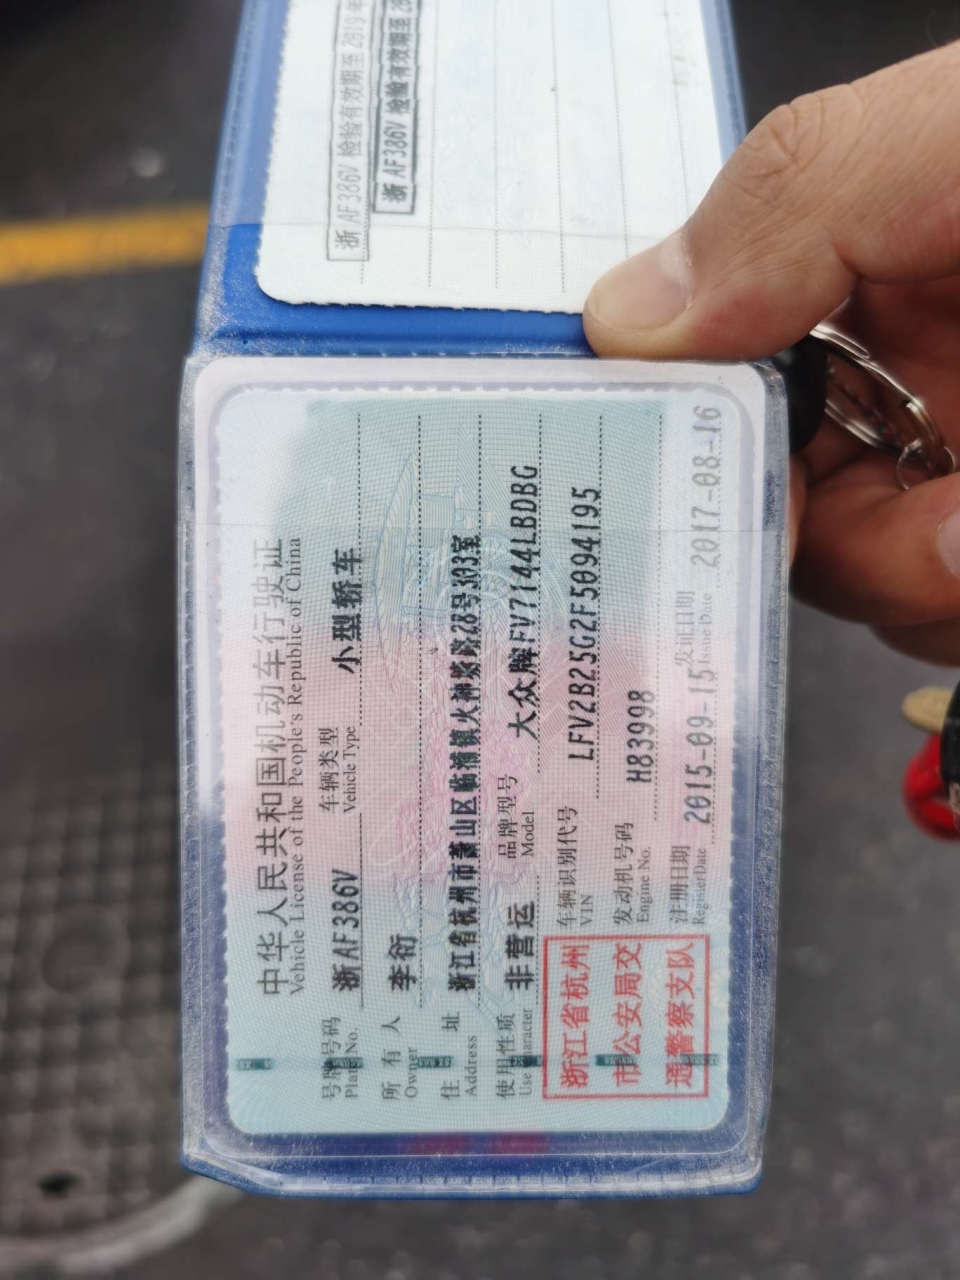 浙AF386V 检验有效期至2019年
浙AF386V 检验有效期至20
中华人民共和国机动车行驶证
Vehicle License of the People's Republic of China
号牌号码 浙AF386V 车辆类型 小型轿车
Plate No. Vehicle Type
所有人 李衍
Owner
住址 浙江省杭州市萧山区临浦镇火神塘路28号303室
Address
使用性质 非营运 品牌型号 大众牌FV7144LBDBG
Use Character Model
浙江省杭州
市公安局交
通警察支队
车辆识别代号 LFV2B25G2F5094195
VIN
发动机号码 H83998
Engine No.
注册日期 2015-09-15 发证日期 2017-08-16
Register Date Issue Date